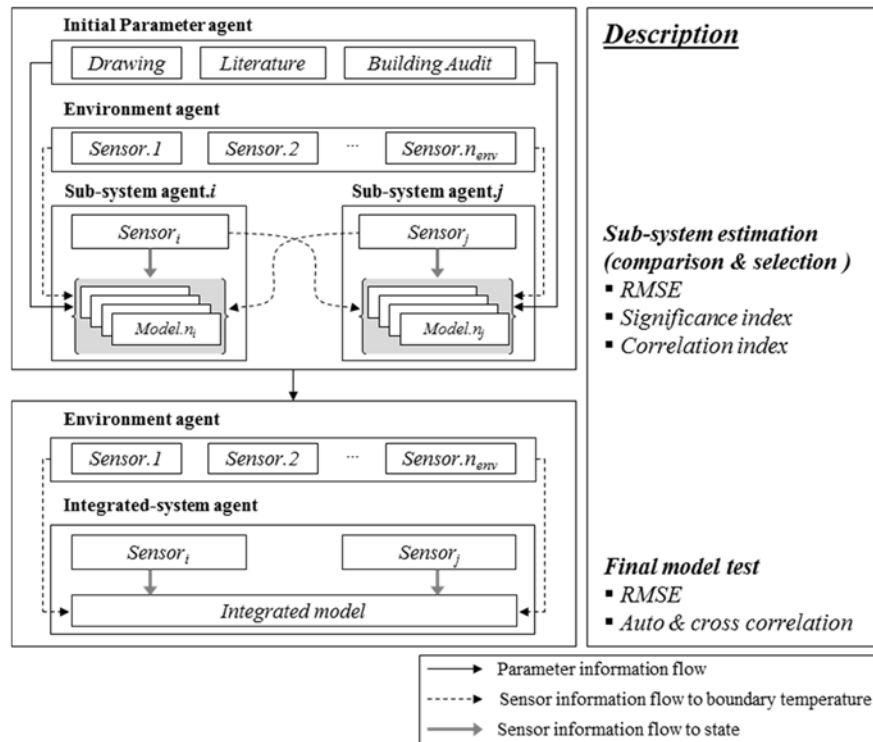 Initial Parameter agent
Drawing
Literature
Building Audit
Environment agent
Sensor.1
Sensor.2
...
Sensor.n_env
Sub-system agent.i
Sub-system agent.j
Sensor_i
Sensor_j
Model.n_i
Model.n_j
Environment agent
Sensor.1
Sensor.2
...
Sensor.n_env
Integrated-system agent
Sensor_i
Sensor_j
Integrated model
Description
Sub-system estimation
(comparison & selection )
▪ RMSE
▪ Significance index
▪ Correlation index
Final model test
▪ RMSE
▪ Auto & cross correlation
Parameter information flow
Sensor information flow to boundary temperature
Sensor information flow to state